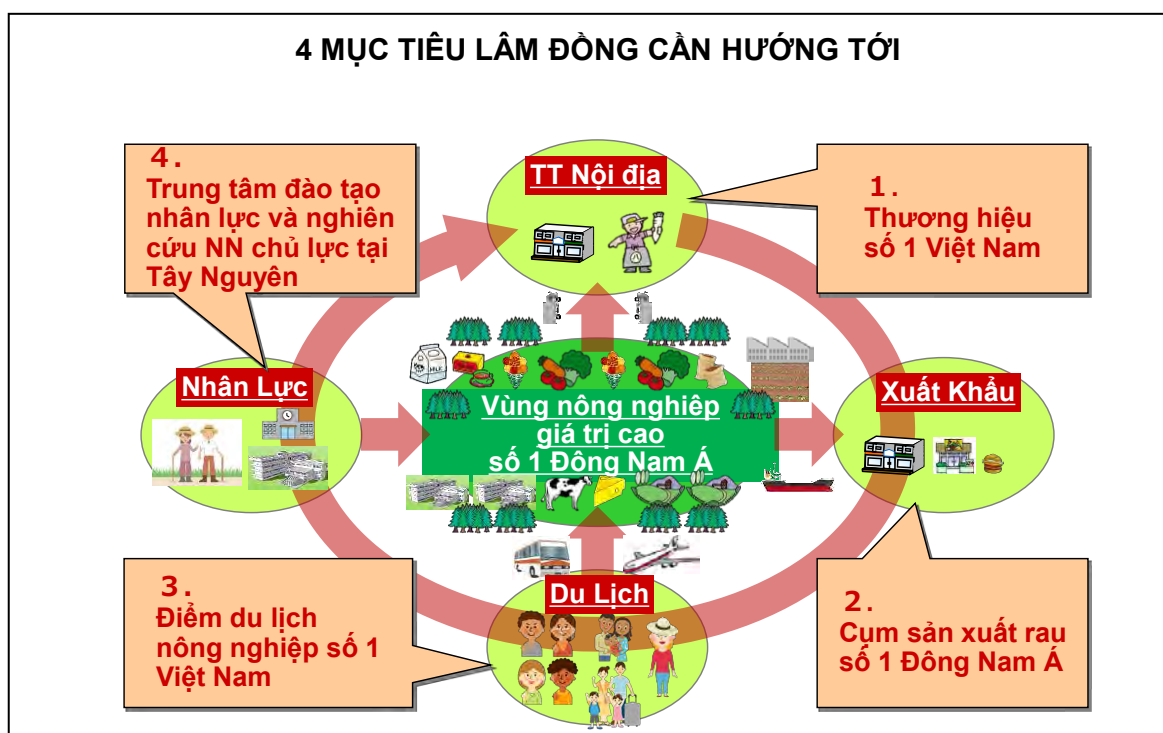 4 MỤC TIÊU LÂM ĐỒNG CẦN HƯỚNG TỚI
4.
Trung tâm đào tạo
nhân lực và nghiên
cứu NN chủ lực tại
Tây Nguyên
TT Nội địa
1.
Thương hiệu
số 1 Việt Nam
MILK
Nhân Lực
Vùng nông nghiêp
giá trị cao
số 1 Đông Nam Á
Xuất Khẩu
3.
Điểm du lịch
nông nghiệp số 1
Việt Nam
Du Lịch
2.
Cụm sản xuất rau
số 1 Đông Nam Á